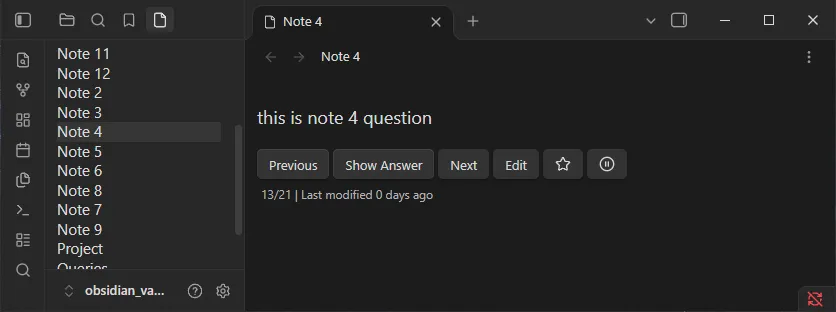 Note 4
Note 11
Note 12
Note 2
Note 3
Note 4
Note 5
Note 6
Note 8
Note 7
Note 9
Project
Queries
obsidian_va...
Note 4
this is note 4 question
Previous
Show Answer
Next
Edit
13/21 | Last modified 0 days ago